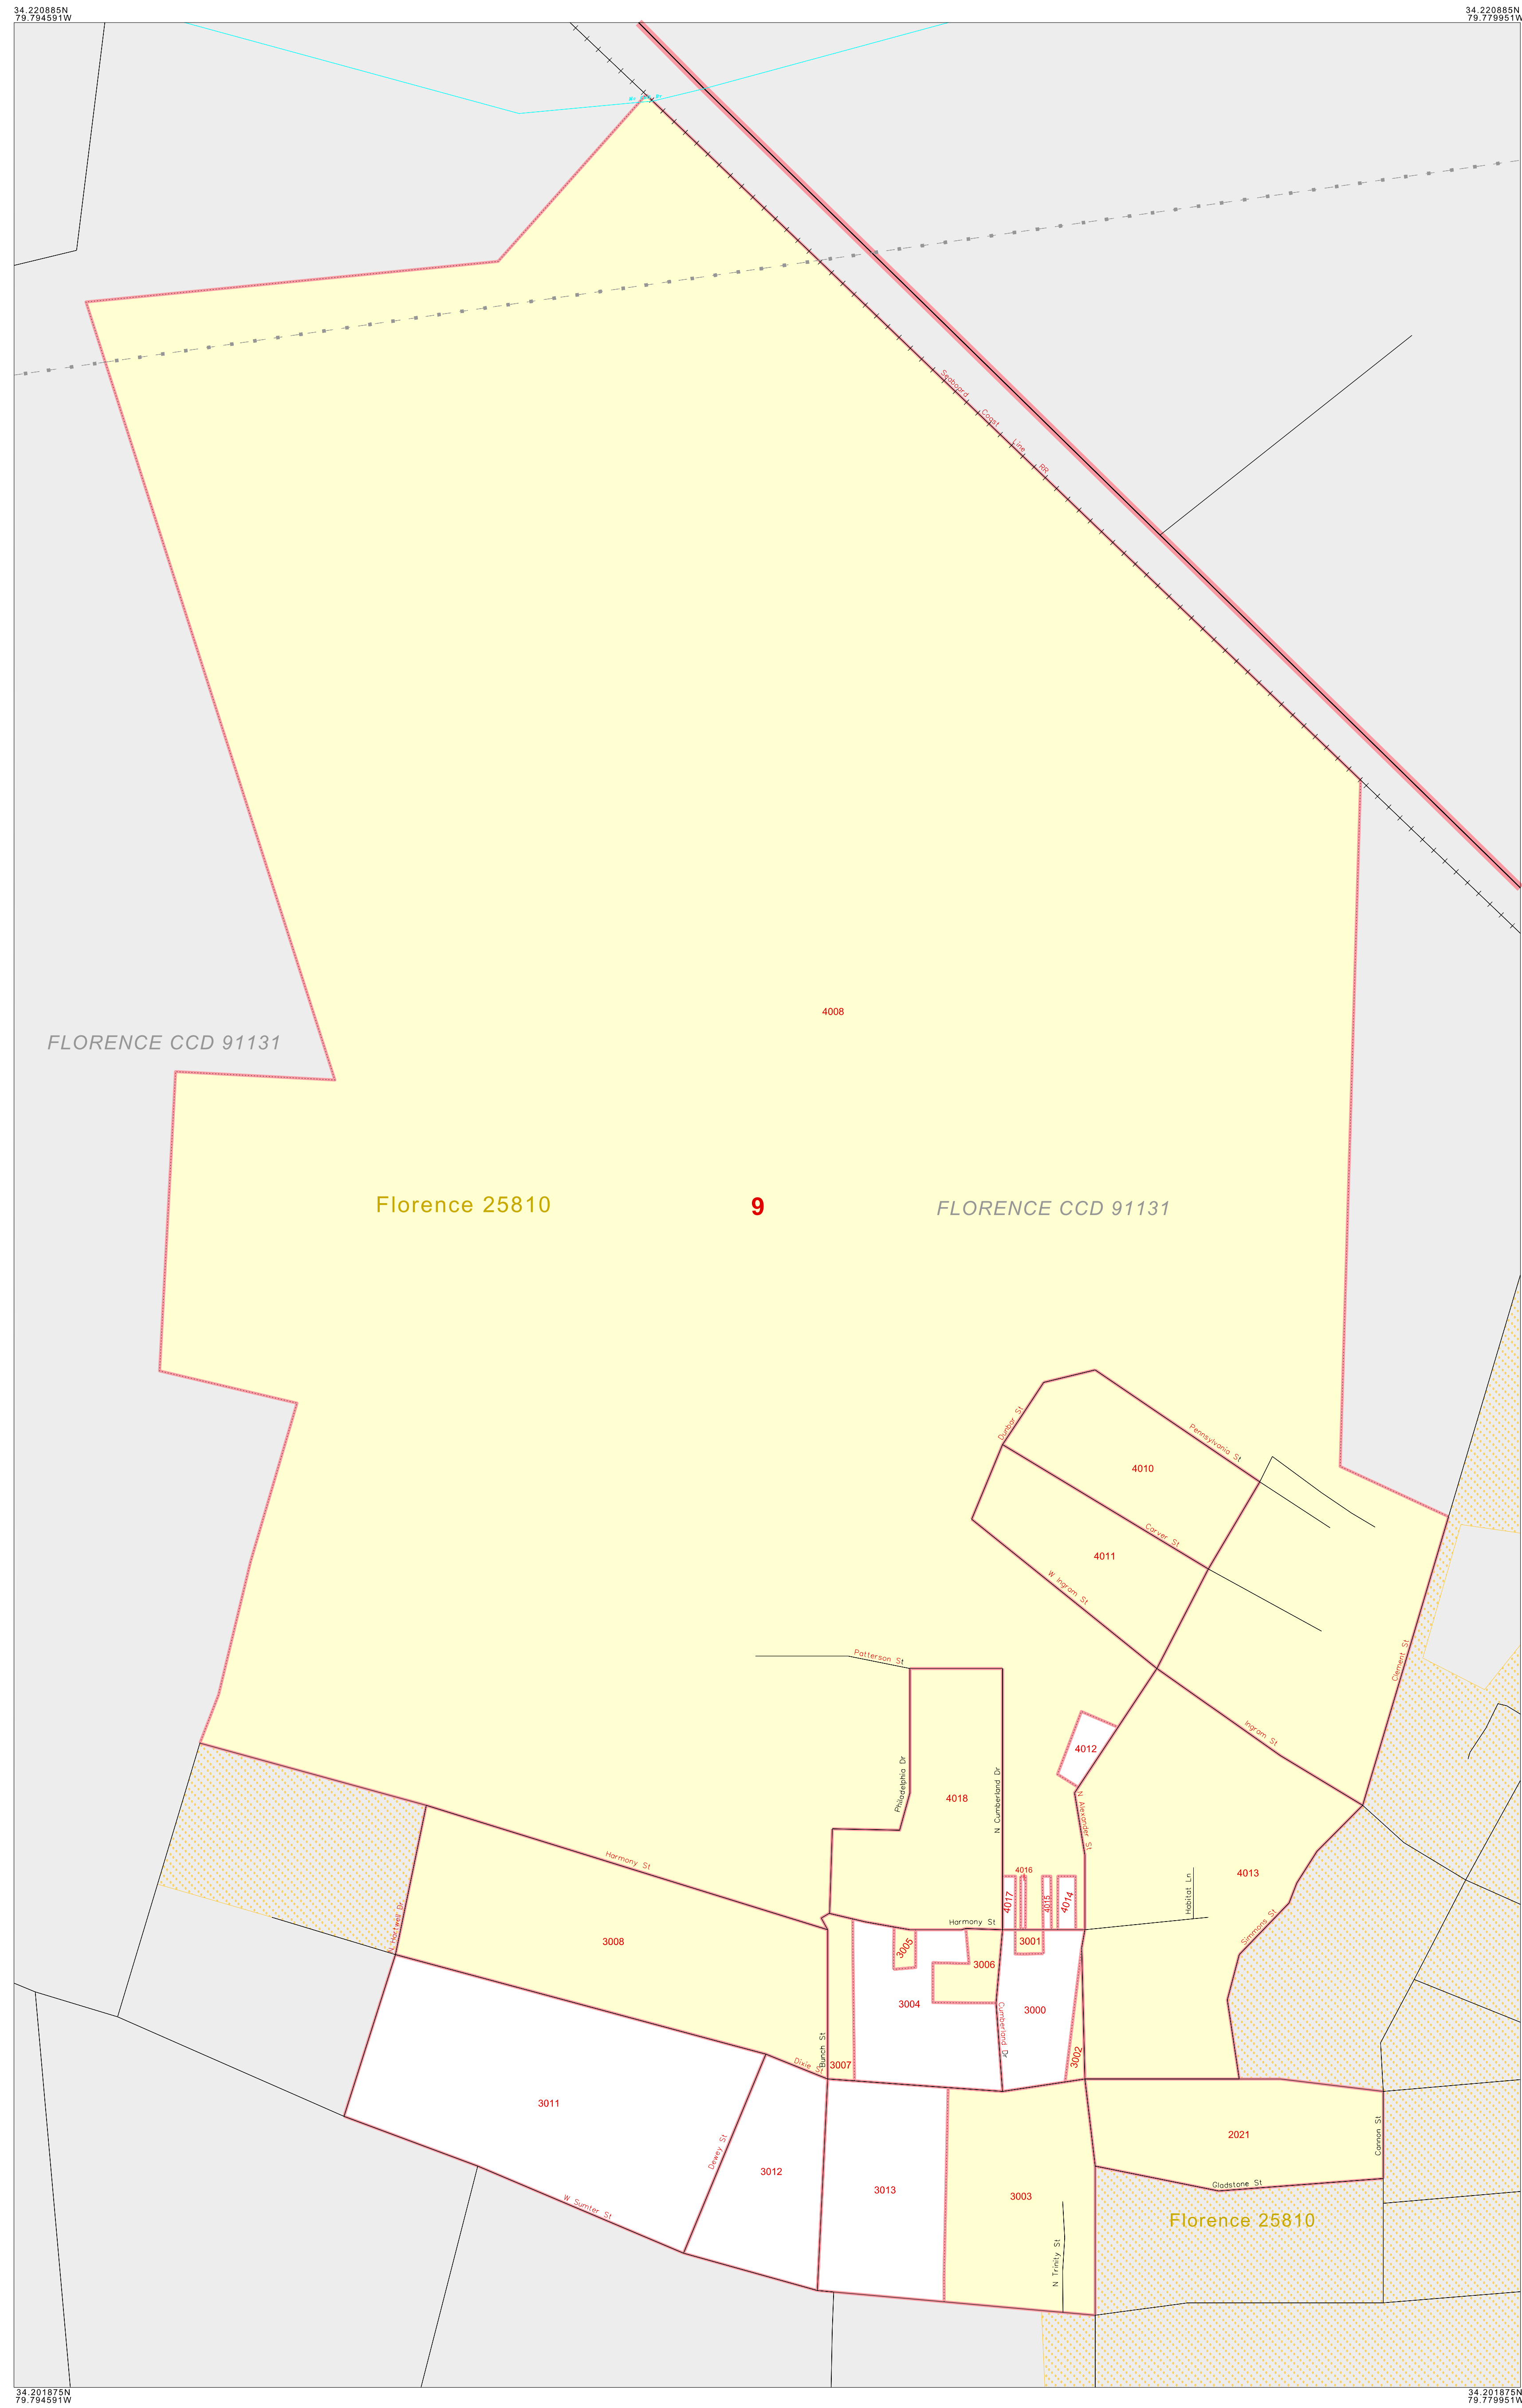 34.220885N
79.794591W
34.220885N
79.779951W
Seaboard Coast Line RR
4008
FLORENCE CCD 91131
Florence 25810
9
FLORENCE CCD 91131
Dunbar St
Pennsylvania St
4010
Carver St
4011
W Ingram St
Patterson St
Clement St
Ingram St
4012
Philadelphia Dr
4018
N Cumberland Dr
N Alexander St
Harmony St
4016
4017
4015
4014
Habitat Ln
4013
Simmons St
Harmony St
N Hartwell Dr
3008
3005
3001
3006
3004
3000
Cumberland Dr
3002
Bunch St
Dixie St
3007
3011
Dewey St
3012
3013
3003
2021
Cannon St
Gladstone St
W Sumter St
N Trinity St
Florence 25810
34.201875N
79.794591W
34.201875N
79.779951W